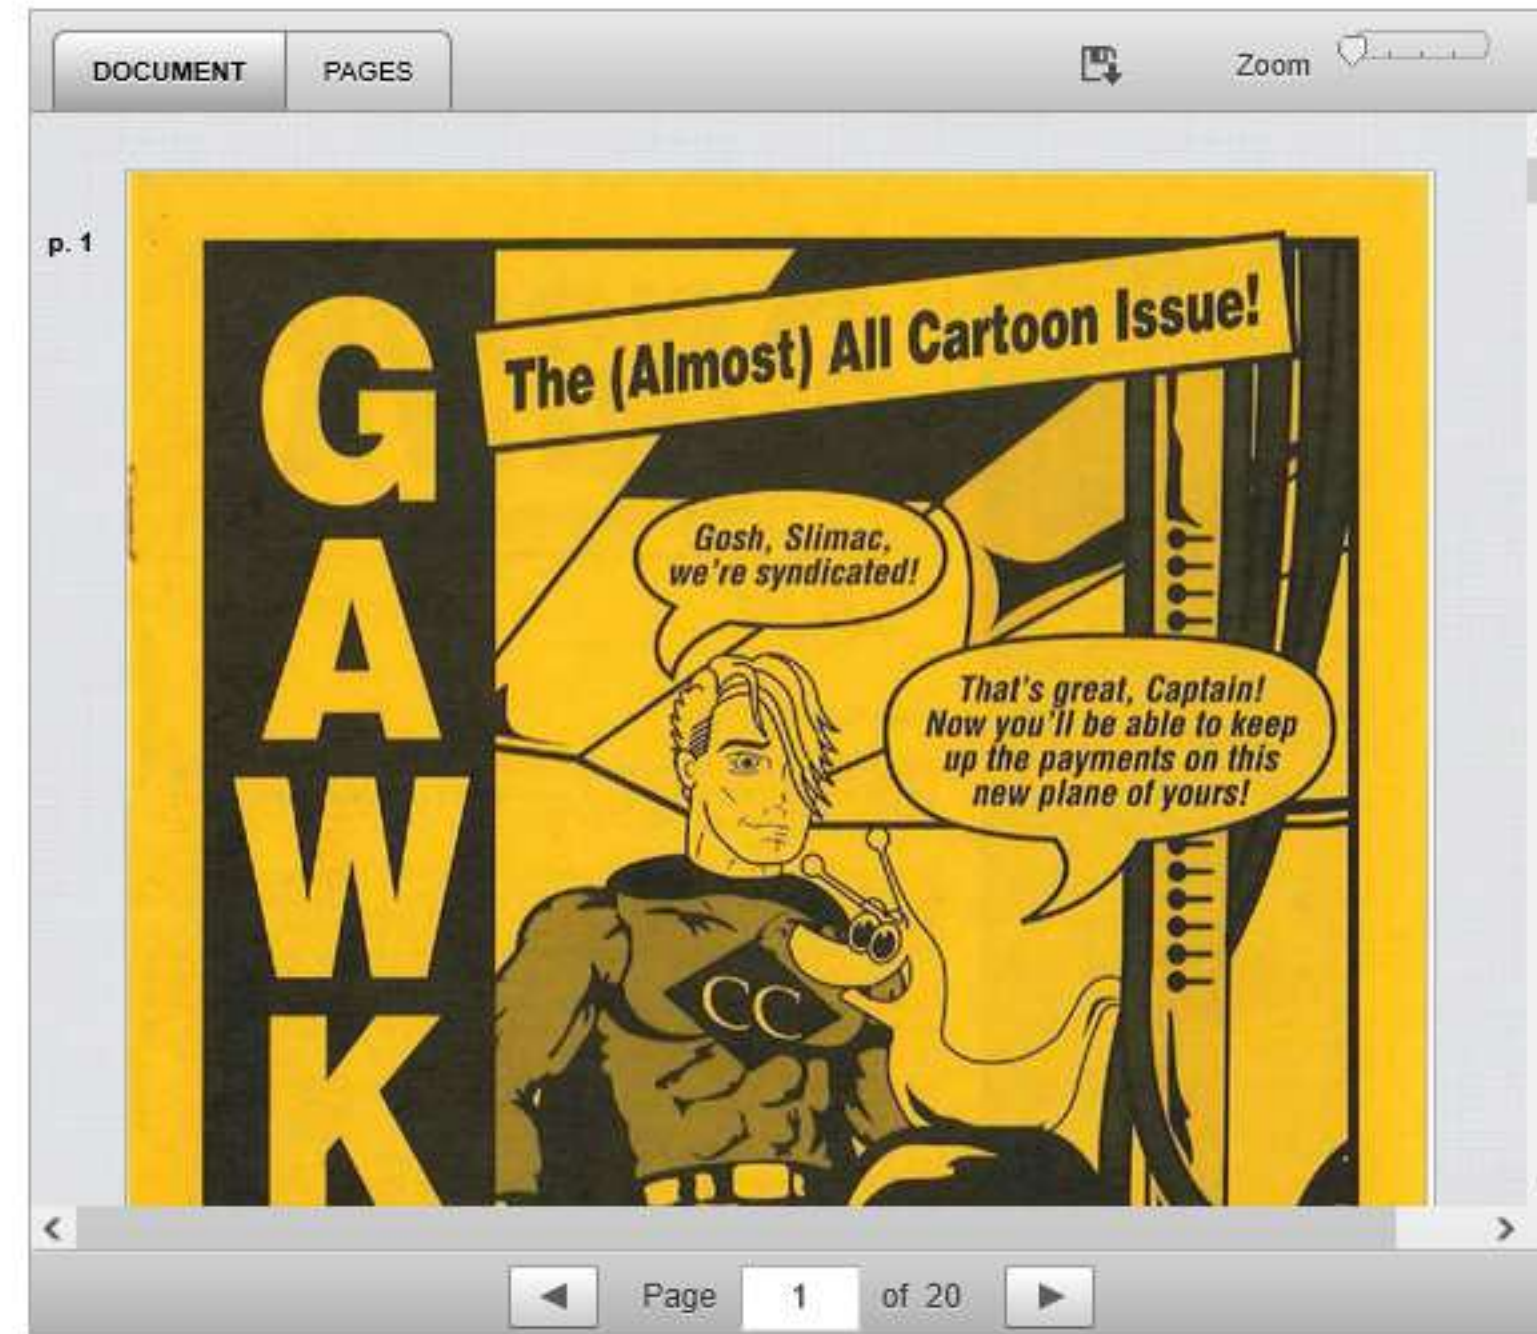 DOCUMENT
PAGES
Zoom
p. 1
GAWK
The (Almost) All Cartoon Issue!
Gosh, Slimac,
we're syndicated!
That's great, Captain!
Now you'll be able to keep
up the payments on this
new plane of yours!
CC
Page 1 of 20